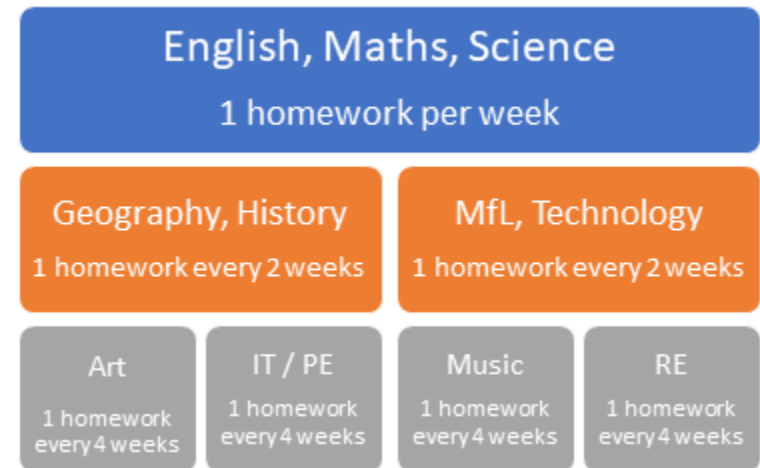 English, Maths, Science
1 homework per week
Geography, History
1 homework every 2 weeks
MfL, Technology
1 homework every 2 weeks
Art
1 homework
every 4 weeks
IT / PE
1 homework
every 4 weeks
Music
1 homework
every 4 weeks
RE
1 homework
every 4 weeks